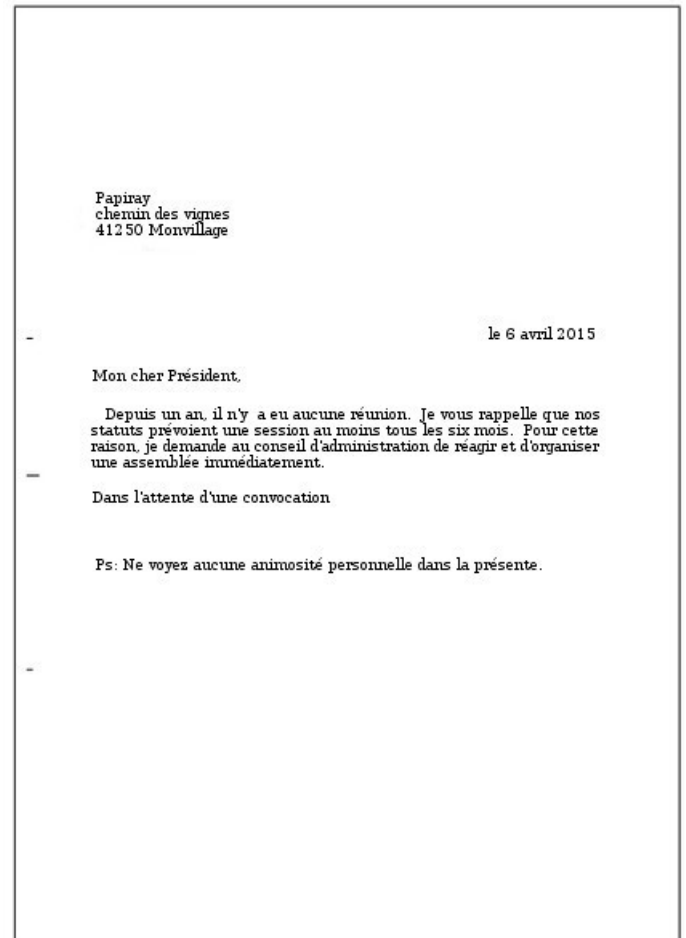 Papiray
chemin des vignes
41250 Monvillage
le 6 avril 2015
Mon cher Président,
Depuis un an, il n'y a eu aucune réunion. Je vous rappelle que nos
statuts prévoient une session au moins tous les six mois. Pour cette
raison, je demande au conseil d'administration de réagir et d'organiser
une assemblée immédiatement.
Dans l'attente d'une convocation
Ps: Ne voyez aucune animosité personnelle dans la présente.